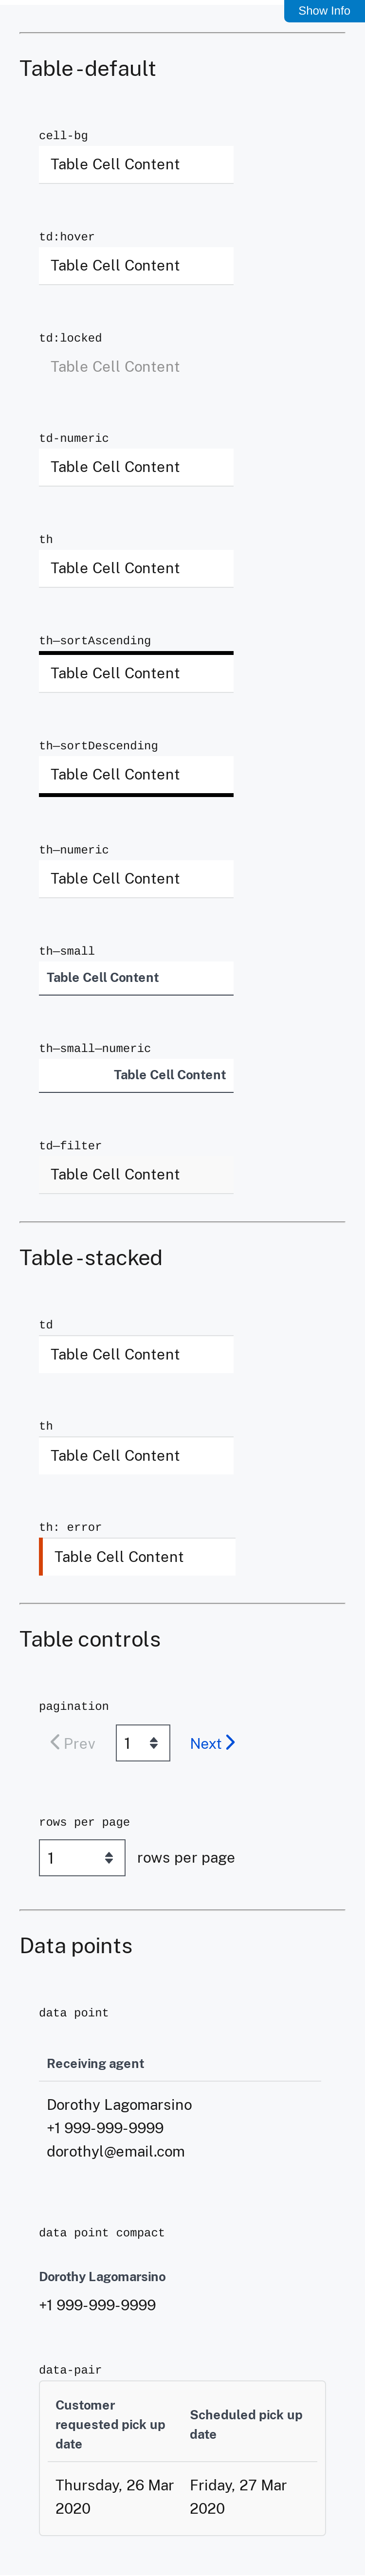 Show Info
Table - default
cell-bg
Table Cell Content
td:hover
Table Cell Content
td:locked
Table Cell Content
td-numeric
Table Cell Content
th
Table Cell Content
th—sortAscending
Table Cell Content
th—sortDescending
Table Cell Content
th—numeric
Table Cell Content
th—small
Table Cell Content
th—small—numeric
Table Cell Content
td—filter
Table Cell Content
Table - stacked
td
Table Cell Content
th
Table Cell Content
th: error
Table Cell Content
Table controls
pagination
Prev 1 Next
rows per page
1 rows per page
Data points
data point
Receiving agent
Dorothy Lagomarsino
+1 999-999-9999
dorothyl@email.com
data point compact
Dorothy Lagomarsino
+1 999-999-9999
data-pair
Customer
requested pick up
date
Scheduled pick up
date
Thursday, 26 Mar
2020
Friday, 27 Mar
2020